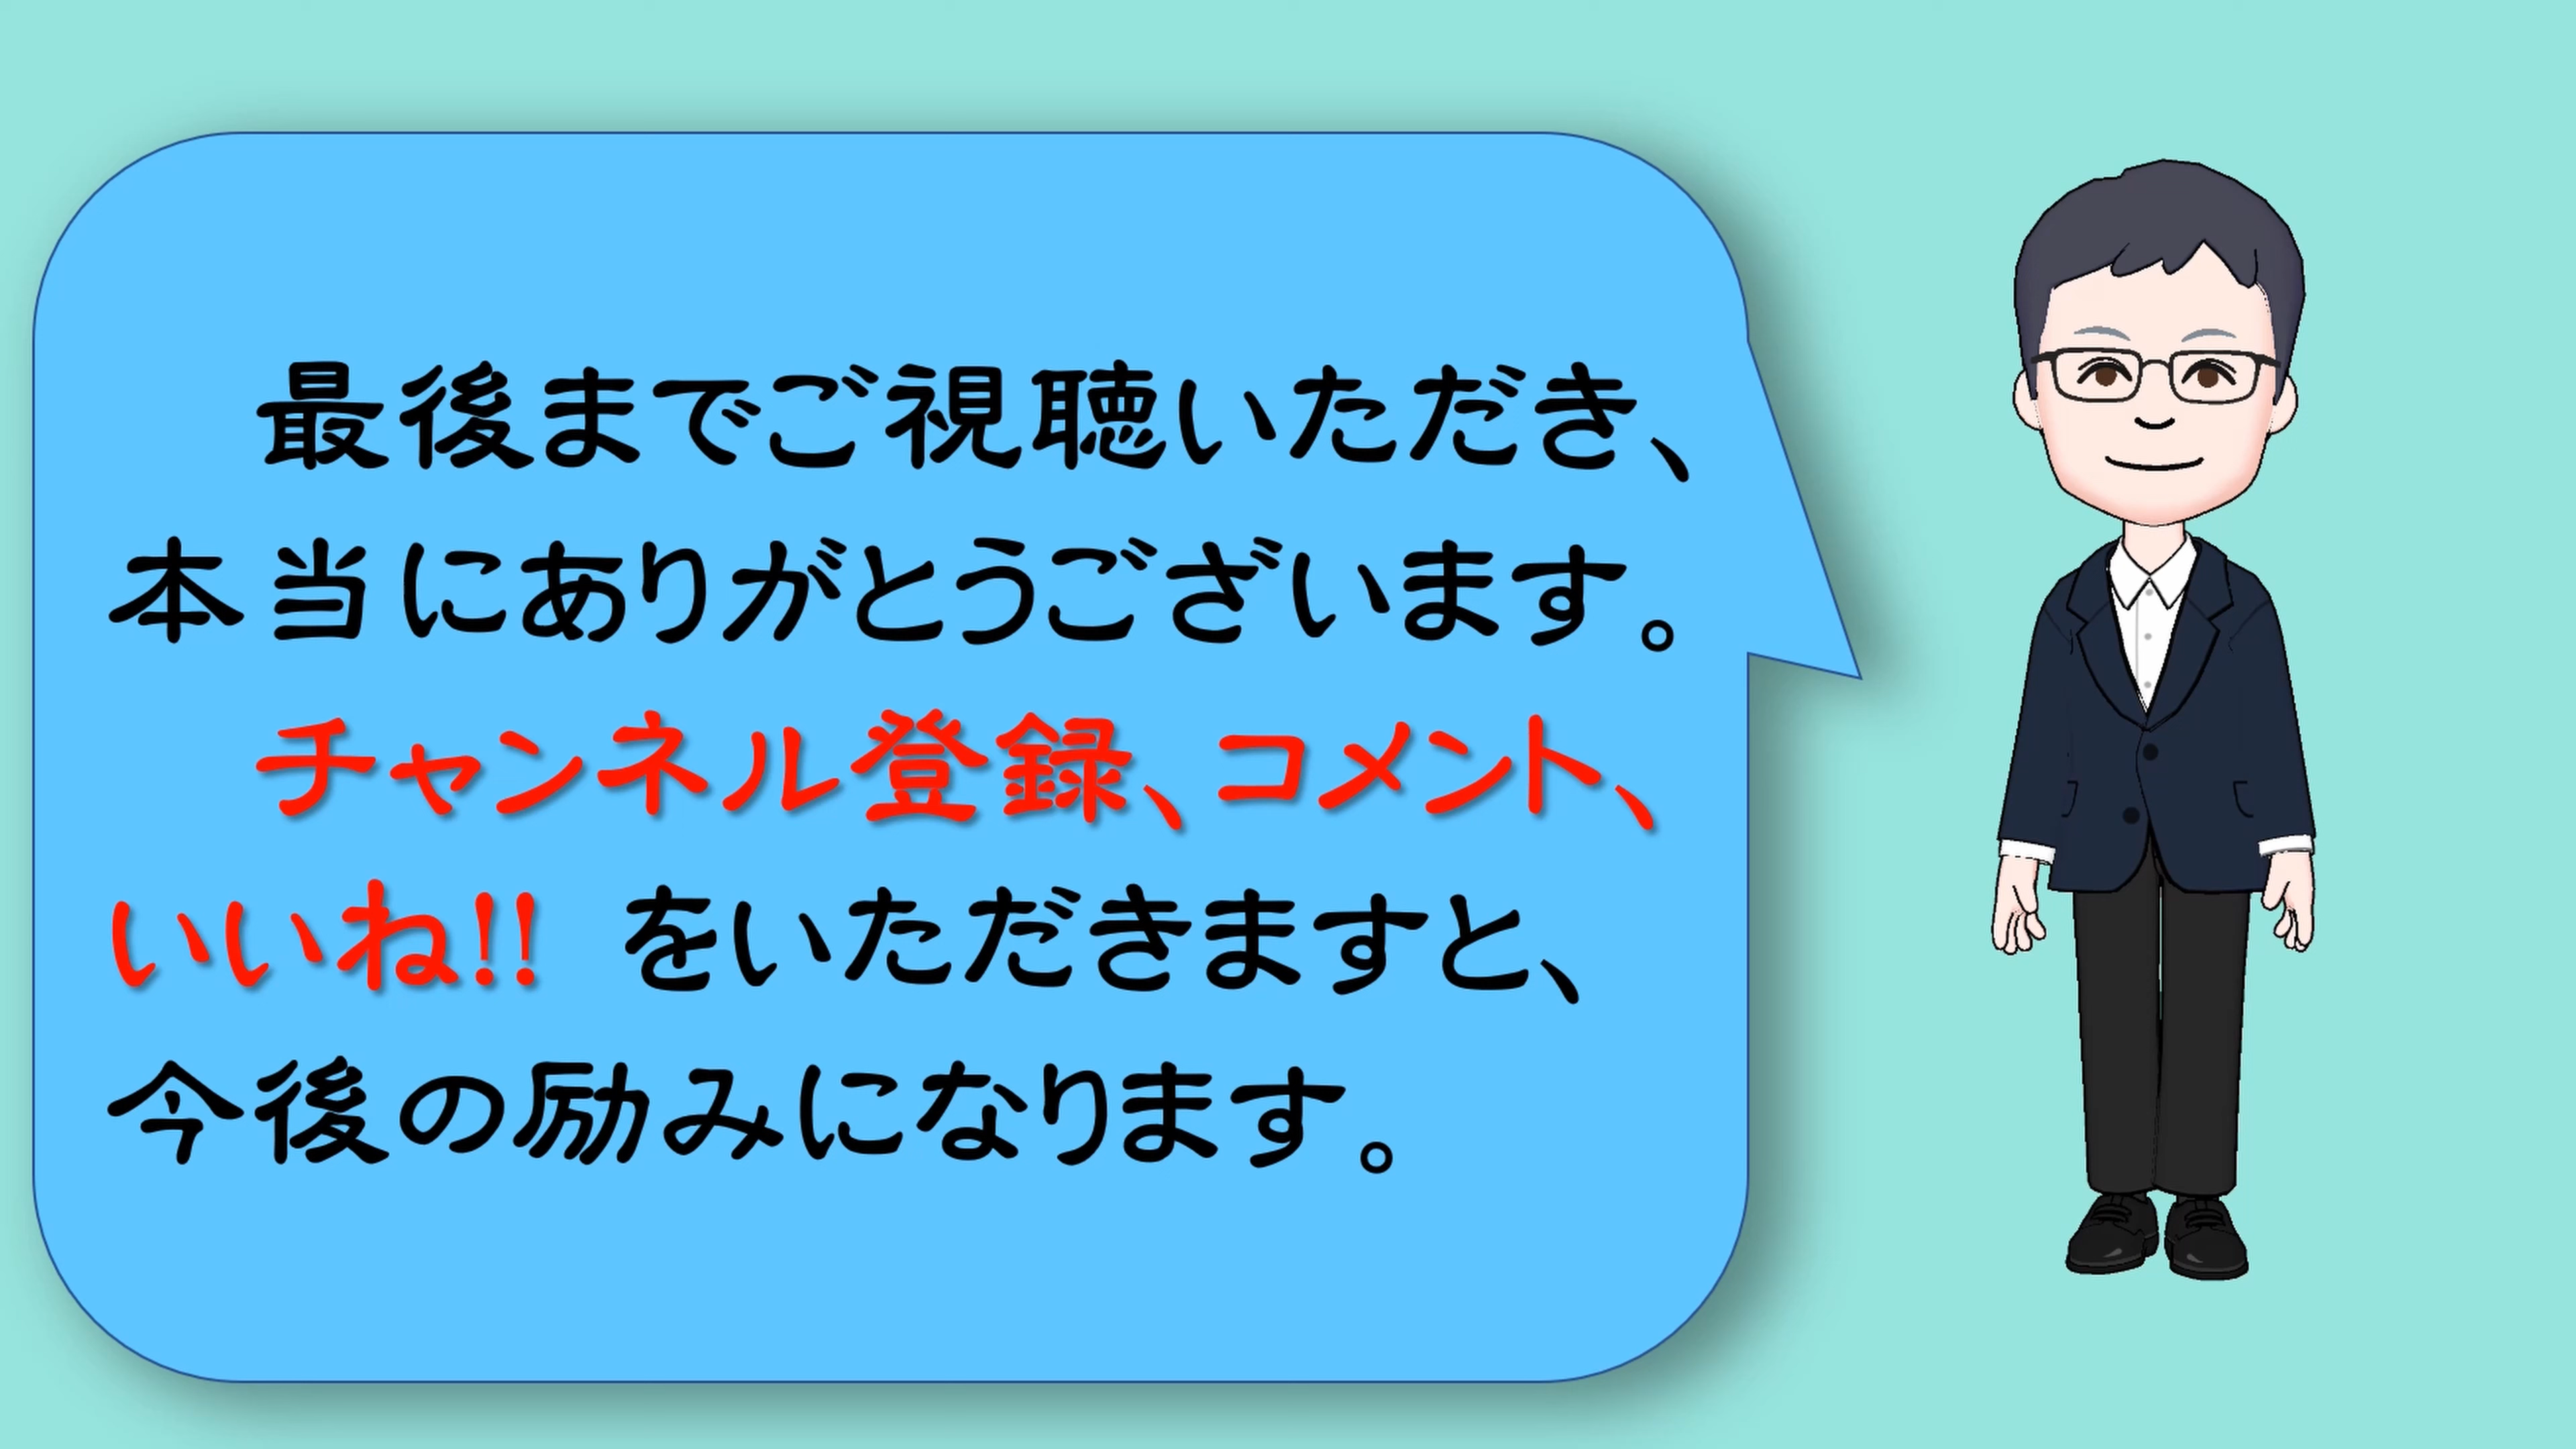 最後までご視聴いただき、
本当にありがとうございます。
チャンネル登録、コメント、
いいね!! をいただきますと、
今後の励みになります。